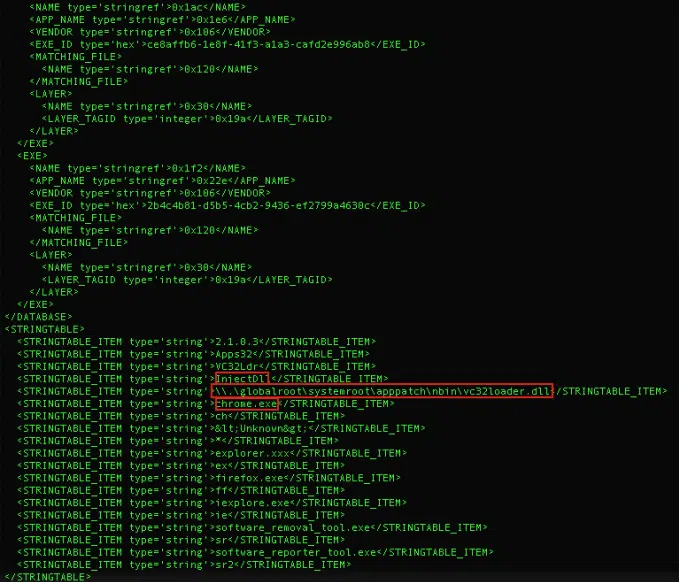 <NAME type='stringref'>0x1ac</NAME>
<APP_NAME type='stringref'>0x1e6</APP_NAME>
<VENDOR type='stringref'>0x106</VENDOR>
<EXE_ID type='hex'>ce8affb6-1e8f-41f3-a1a3-cafd2e996ab8</EXE_ID>
<MATCHING_FILE>
<NAME type='stringref'>0x120</NAME>
</MATCHING_FILE>
<LAYER>
<NAME type='stringref'>0x30</NAME>
<LAYER_TAGID type='integer'>0x19a</LAYER_TAGID>
</LAYER>
</EXE>
<EXE>
<NAME type='stringref'>0x1f2</NAME>
<APP_NAME type='stringref'>0x22e</APP_NAME>
<VENDOR type='stringref'>0x106</VENDOR>
<EXE_ID type='hex'>2b4c4b81-d5b5-4cb2-9436-ef2799a4630c</EXE_ID>
<MATCHING_FILE>
<NAME type='stringref'>0x120</NAME>
</MATCHING_FILE>
<LAYER>
<NAME type='stringref'>0x30</NAME>
<LAYER_TAGID type='integer'>0x19a</LAYER_TAGID>
</LAYER>
</EXE>
</DATABASE>
<STRINGTABLE>
<STRINGTABLE_ITEM type='string'>2.1.0.3</STRINGTABLE_ITEM>
<STRINGTABLE_ITEM type='string'>Apps32</STRINGTABLE_ITEM>
<STRINGTABLE_ITEM type='string'>VC32Ldr</STRINGTABLE_ITEM>
<STRINGTABLE_ITEM type='string'>InjectDll</STRINGTABLE_ITEM>
<STRINGTABLE_ITEM type='string'>\\.\globalroot\systemroot\apppatch\nbin\vc32loader.dll</STRINGTABLE_ITEM>
<STRINGTABLE_ITEM type='string'>chrome.exe</STRINGTABLE_ITEM>
<STRINGTABLE_ITEM type='string'>ch</STRINGTABLE_ITEM>
<STRINGTABLE_ITEM type='string'>&lt;Unknovn&gt;</STRINGTABLE_ITEM>
<STRINGTABLE_ITEM type='string'>*</STRINGTABLE_ITEM>
<STRINGTABLE_ITEM type='string'>explorer.xxx</STRINGTABLE_ITEM>
<STRINGTABLE_ITEM type='string'>ex</STRINGTABLE_ITEM>
<STRINGTABLE_ITEM type='string'>firefox.exe</STRINGTABLE_ITEM>
<STRINGTABLE_ITEM type='string'>ff</STRINGTABLE_ITEM>
<STRINGTABLE_ITEM type='string'>iexplore.exe</STRINGTABLE_ITEM>
<STRINGTABLE_ITEM type='string'>ie</STRINGTABLE_ITEM>
<STRINGTABLE_ITEM type='string'>software_removal_tool.exe</STRINGTABLE_ITEM>
<STRINGTABLE_ITEM type='string'>sr</STRINGTABLE_ITEM>
<STRINGTABLE_ITEM type='string'>software_reporter_tool.exe</STRINGTABLE_ITEM>
<STRINGTABLE_ITEM type='string'>sr2</STRINGTABLE_ITEM>
</STRINGTABLE>